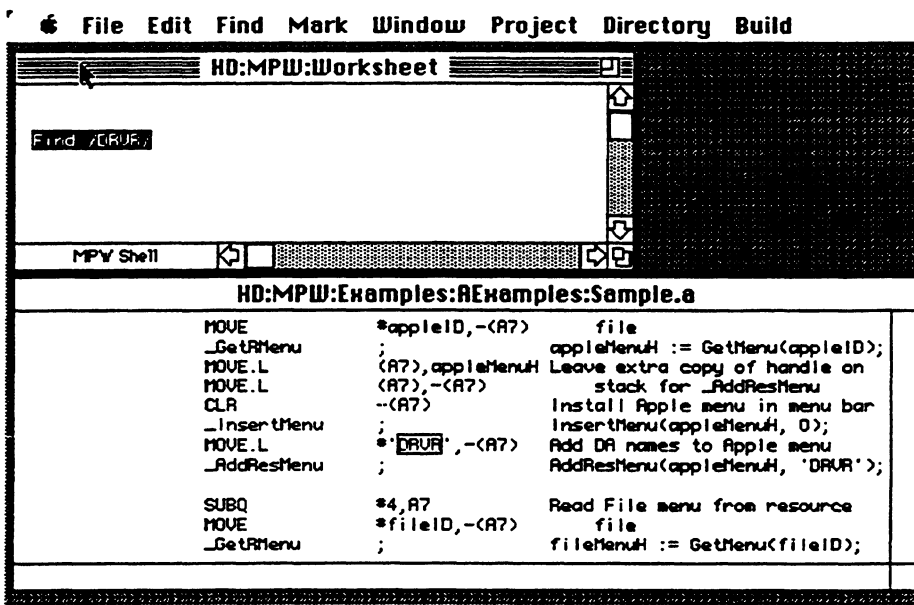 File Edit Find Mark Window Project Directory Build
HD:MPW:Worksheet
Find /DRVR/
MPW Shell
HD:MPW:Examples:AExamples:Sample.a
MOVE #appleID,-(A7) file
_GetRMenu ; appleMenuH := GetMenu(appleID);
MOVE.L (A7),appleMenuH Leave extra copy of handle on
MOVE.L (A7),-(A7) stack for _AddResMenu
CLR -(A7) Install Apple menu in menu bar
_InsertMenu ; InsertMenu(appleMenuH, 0);
MOVE.L #'DRVR',-(A7) Add DA names to Apple menu
_AddResMenu ; AddResMenu(appleMenuH, 'DRVR');
SUBQ #4,A7 Read File menu from resource
MOVE #fileID,-(A7) file
_GetRMenu ; fileMenuH := GetMenu(fileID);